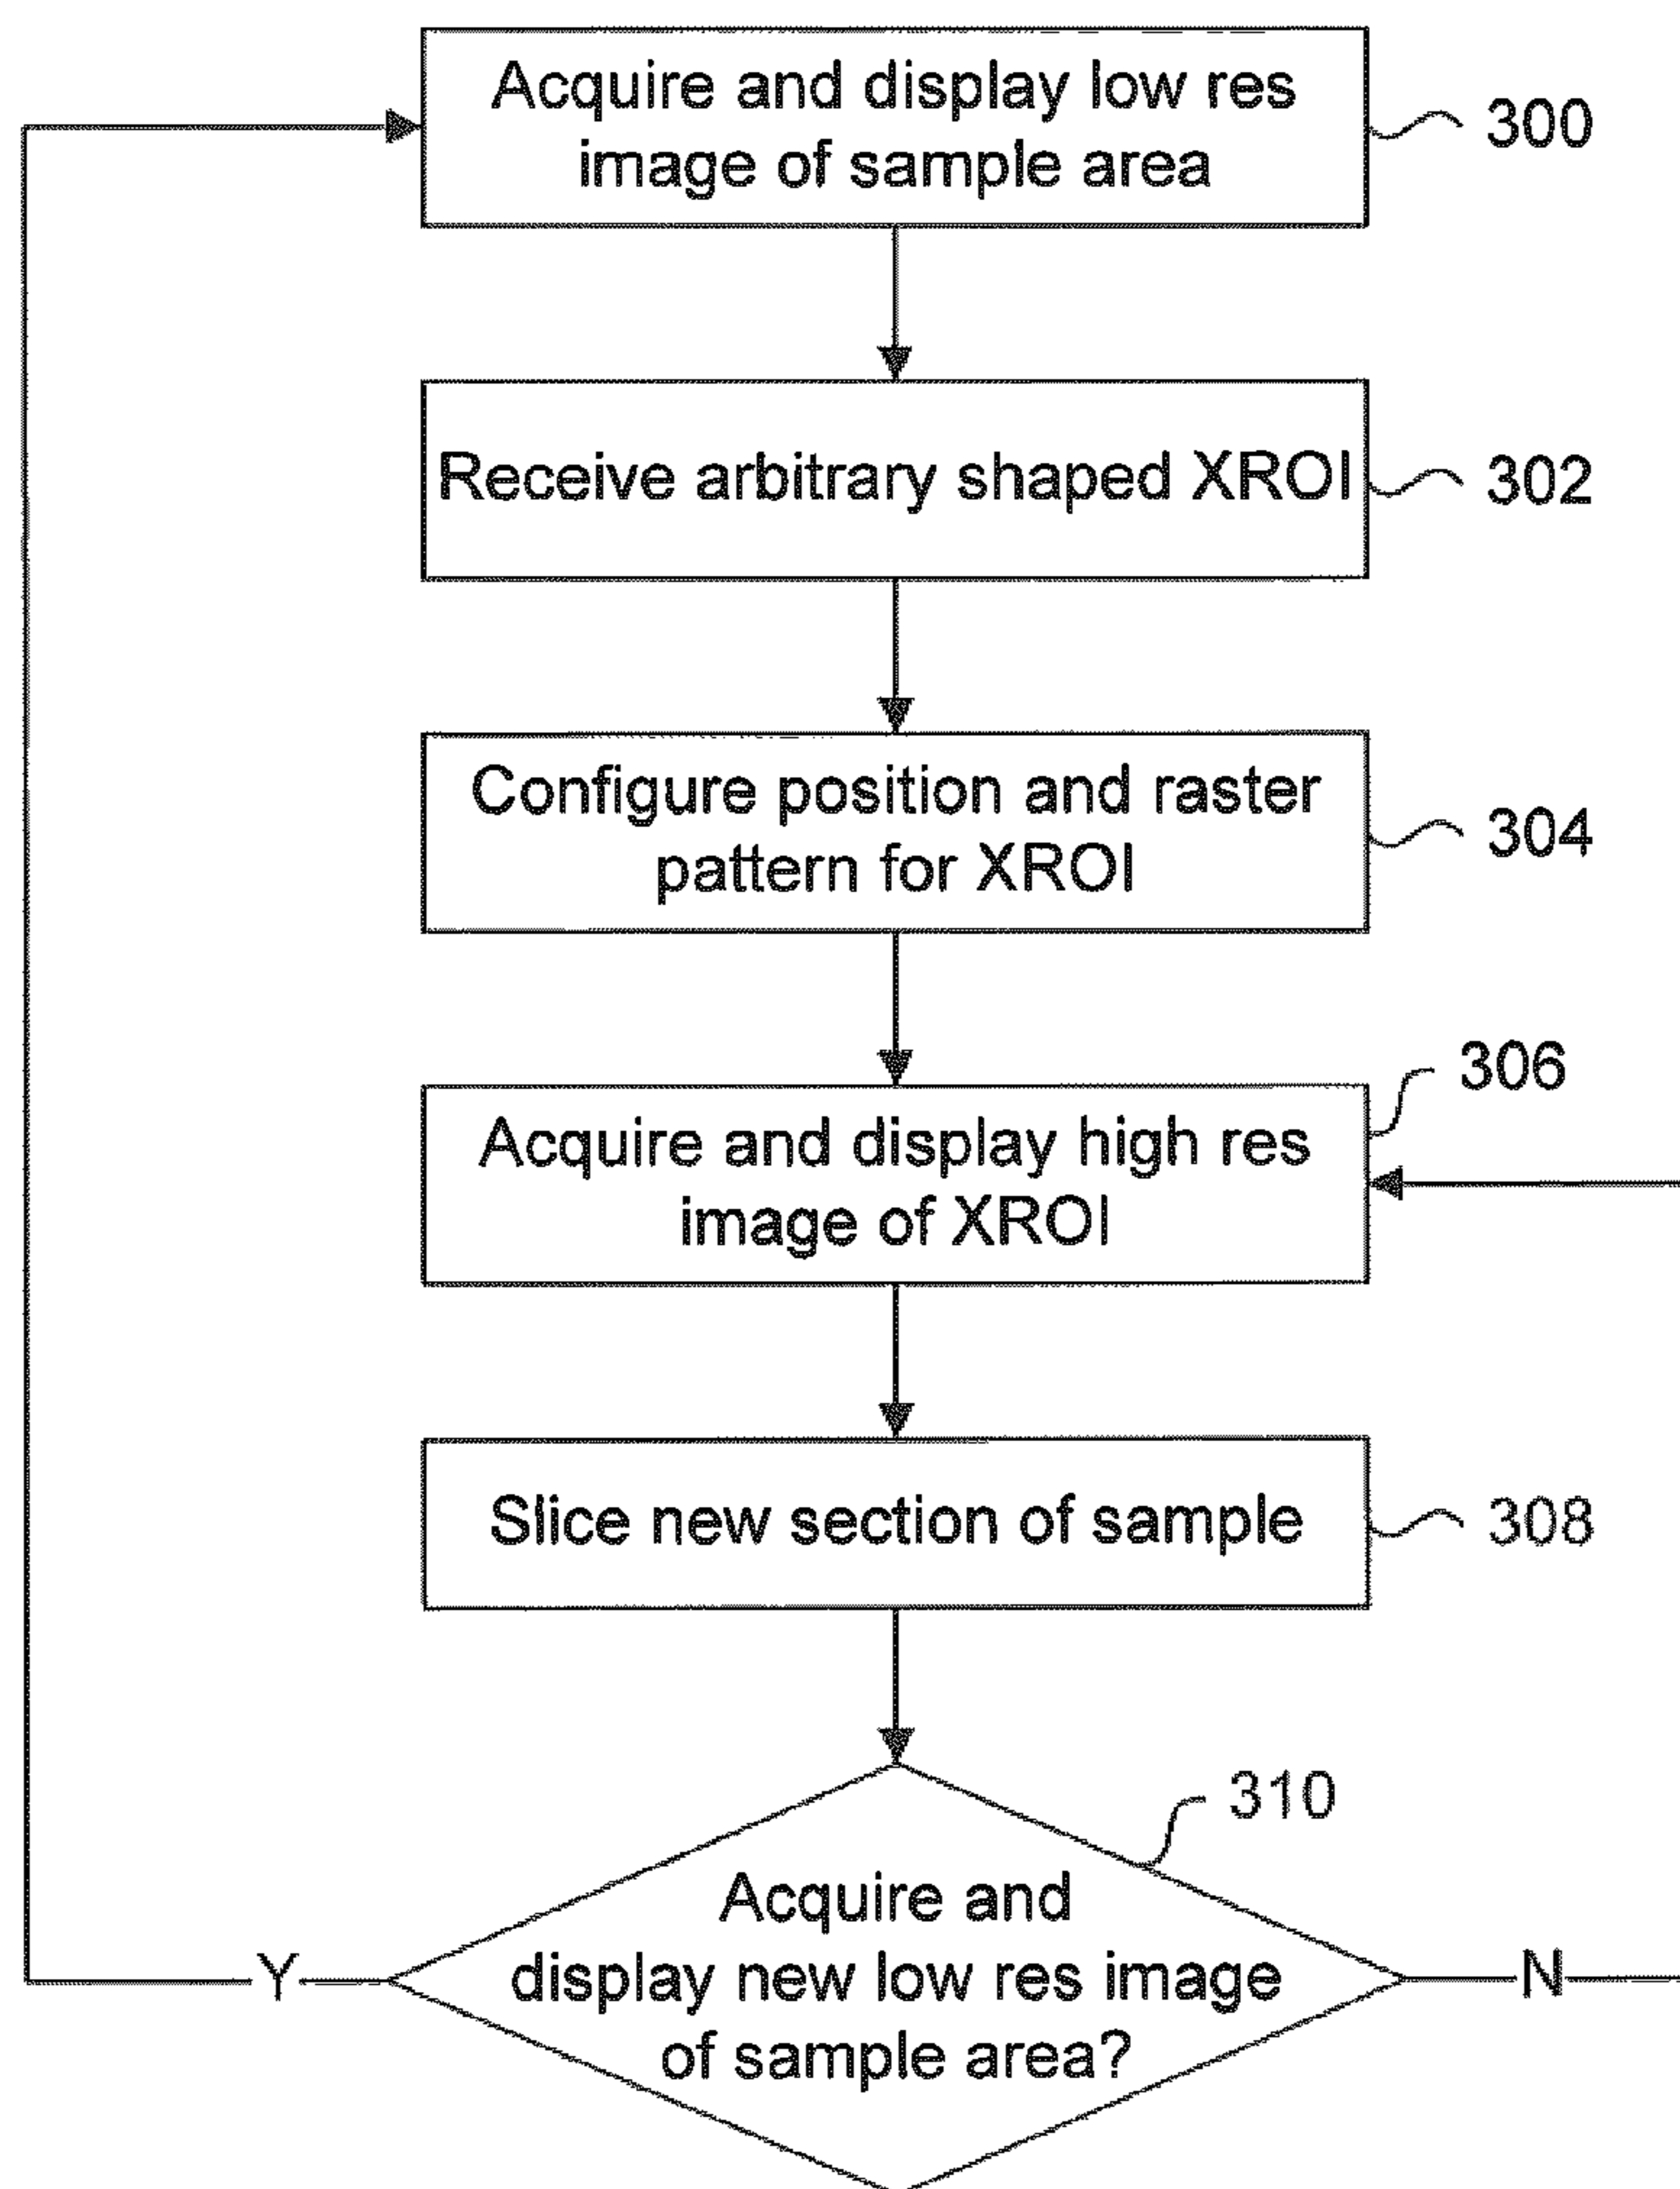 Acquire and display low res
image of sample area
300
Receive arbitrary shaped XROI
302
Configure position and raster
pattern for XROI
304
306
Acquire and display high res
image of XROI
Slice new section of sample
308
310
Acquire and
display new low res image
of sample area?
Y
N